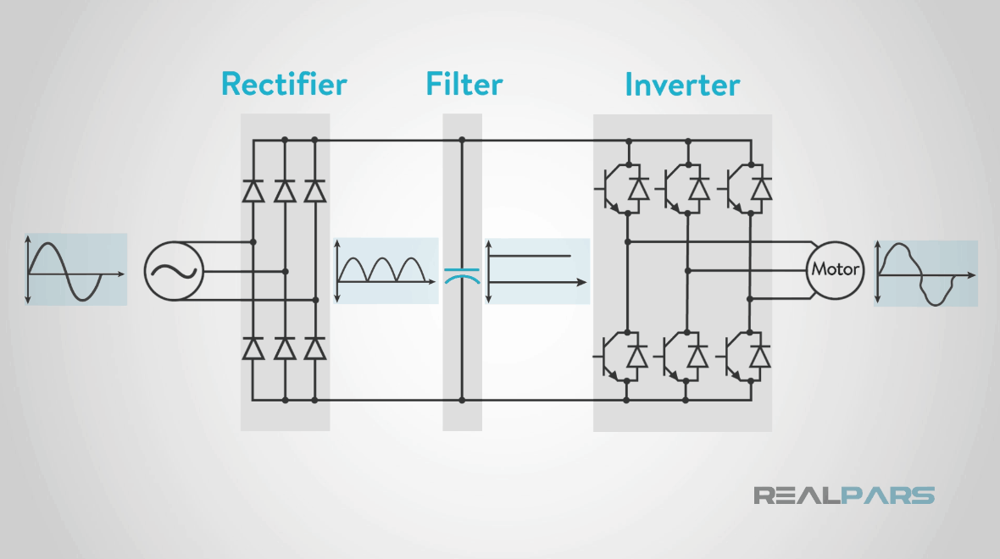 Rectifier
Filter
Inverter
Motor
REALPARS